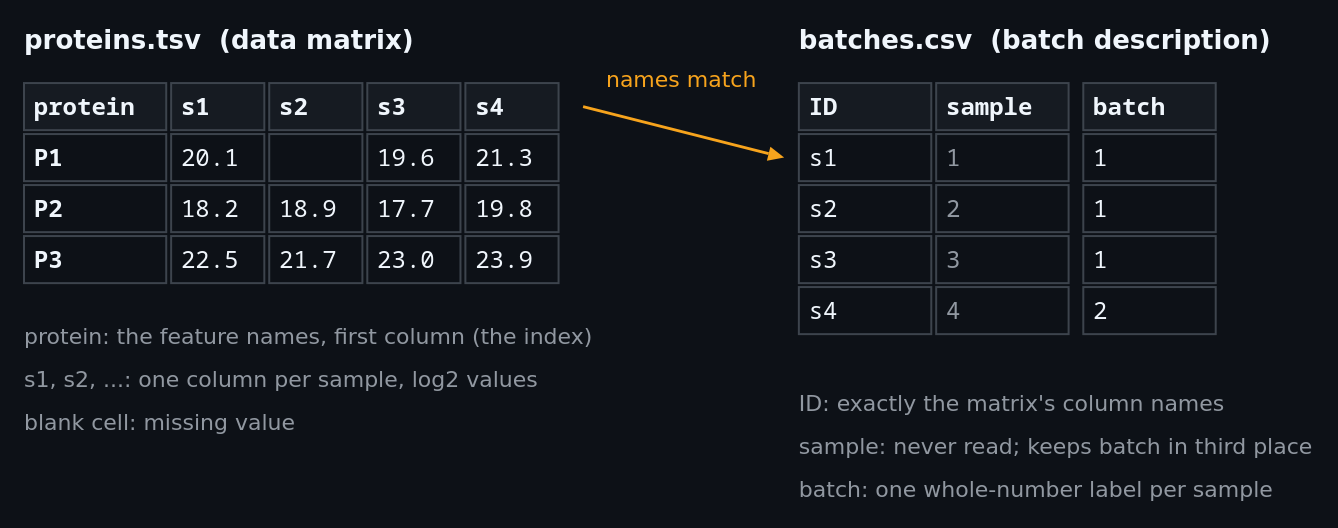 proteins.tsv (data matrix)
protein s1 s2 s3 s4
P1 20.1 19.6 21.3
P2 18.2 18.9 17.7 19.8
P3 22.5 21.7 23.0 23.9
protein: the feature names, first column (the index)
s1, s2, ...: one column per sample, log2 values
blank cell: missing value
names match
batches.csv (batch description)
ID sample batch
s1 1 1
s2 2 1
s3 3 1
s4 4 2
ID: exactly the matrix's column names
sample: never read; keeps batch in third place
batch: one whole-number label per sample